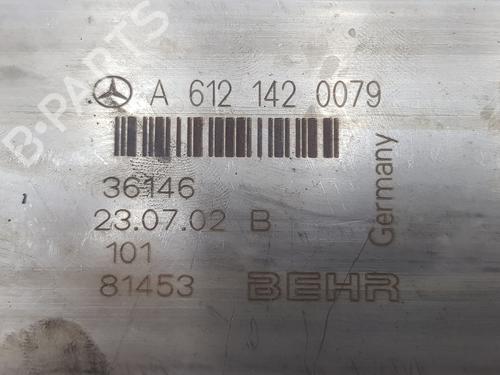 A 612 142 0079
36146
23.07.02 B
101
81453 BEHR
Germany
B-PARTS